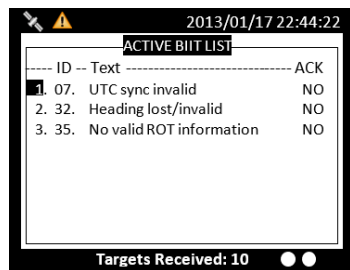 2013/01/17 22:44:22
ACTIVE BIIT LIST
----- ID -- Text --------------------------- ACK
1. 07. UTC sync invalid NO
2. 32. Heading lost/invalid NO
3. 35. No valid ROT information NO
Targets Received: 10